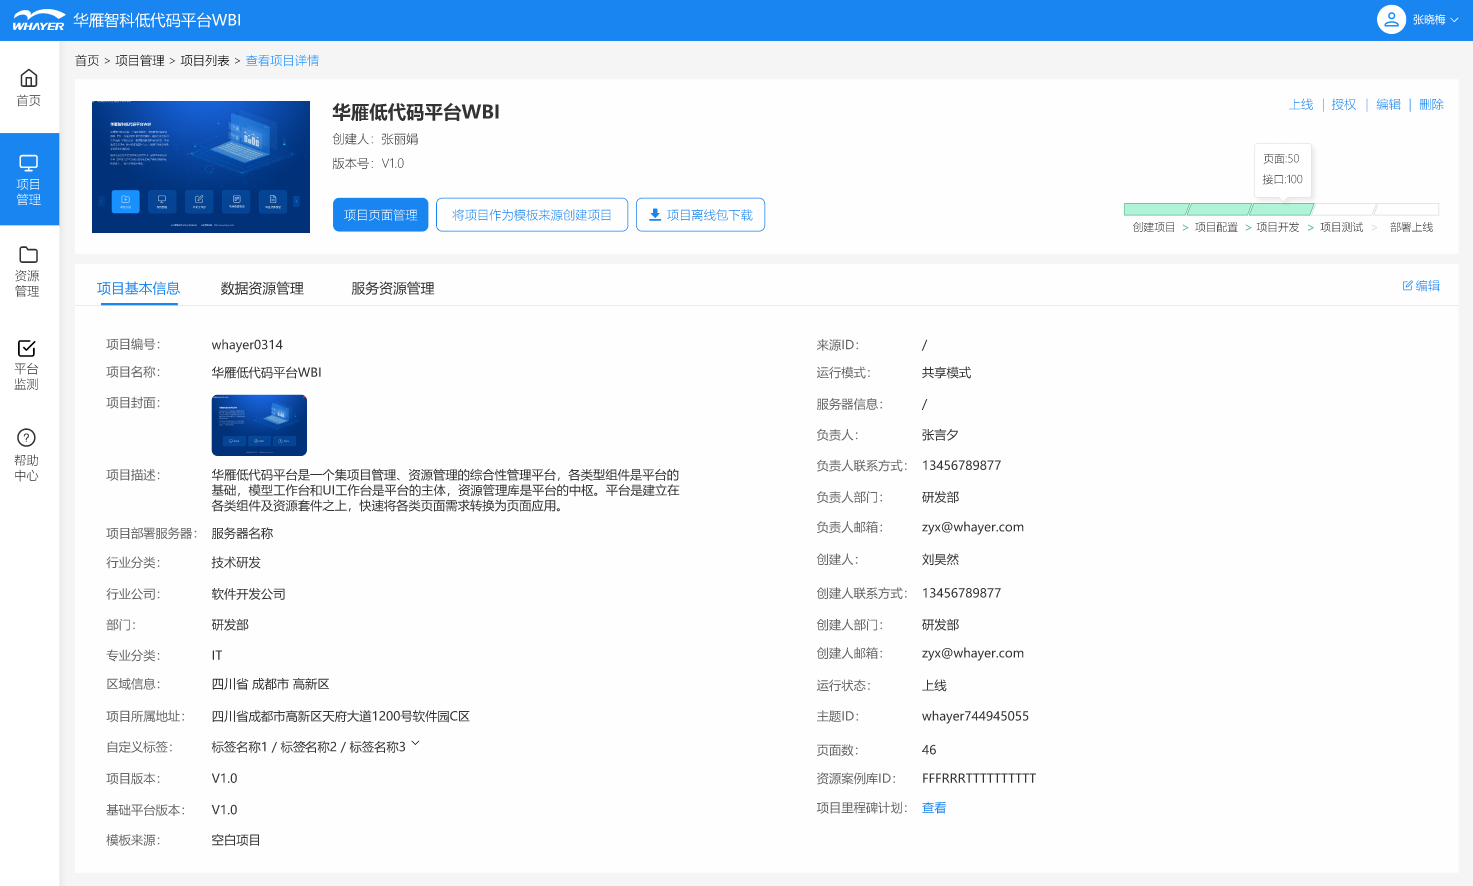 WHAYER 华雁智科低代码平台WBI
张晓梅
首页 > 项目管理 > 项目列表 > 查看项目详情
首页
项目
管理
资源
管理
平台
监测
帮助
中心
华雁低代码平台WBI
创建人：张丽娟
版本号：V1.0
项目页面管理
将项目作为模板来源创建项目
项目离线包下载
上线 | 授权 | 编辑 | 删除
页面:50
接口:100
创建项目 > 项目配置 > 项目开发 > 项目测试 > 部署上线
项目基本信息 数据资源管理 服务资源管理
编辑
项目编号： whayer0314
项目名称： 华雁低代码平台WBI
项目封面：
项目描述： 华雁低代码平台是一个集项目管理、资源管理的综合性管理平台，各类型组件是平台的
基础，模型工作台和UI工作台是平台的主体，资源管理库是平台的中枢。平台是建立在
各类组件及资源套件之上，快速将各类页面需求转换为页面应用。
项目部署服务器： 服务器名称
行业分类： 技术研发
行业公司： 软件开发公司
部门： 研发部
专业分类： IT
区域信息： 四川省 成都市 高新区
项目所属地址： 四川省成都市高新区天府大道1200号软件园C区
自定义标签： 标签名称1 / 标签名称2 / 标签名称3
项目版本： V1.0
基础平台版本： V1.0
模板来源： 空白项目
来源ID： /
运行模式： 共享模式
服务器信息： /
负责人： 张言夕
负责人联系方式： 13456789877
负责人部门： 研发部
负责人邮箱： zyx@whayer.com
创建人： 刘昊然
创建人联系方式： 13456789877
创建人部门： 研发部
创建人邮箱： zyx@whayer.com
运行状态： 上线
主题ID： whayer744945055
页面数： 46
资源案例库ID： FFFRRRTTTTTTTTTT
项目里程碑计划： 查看